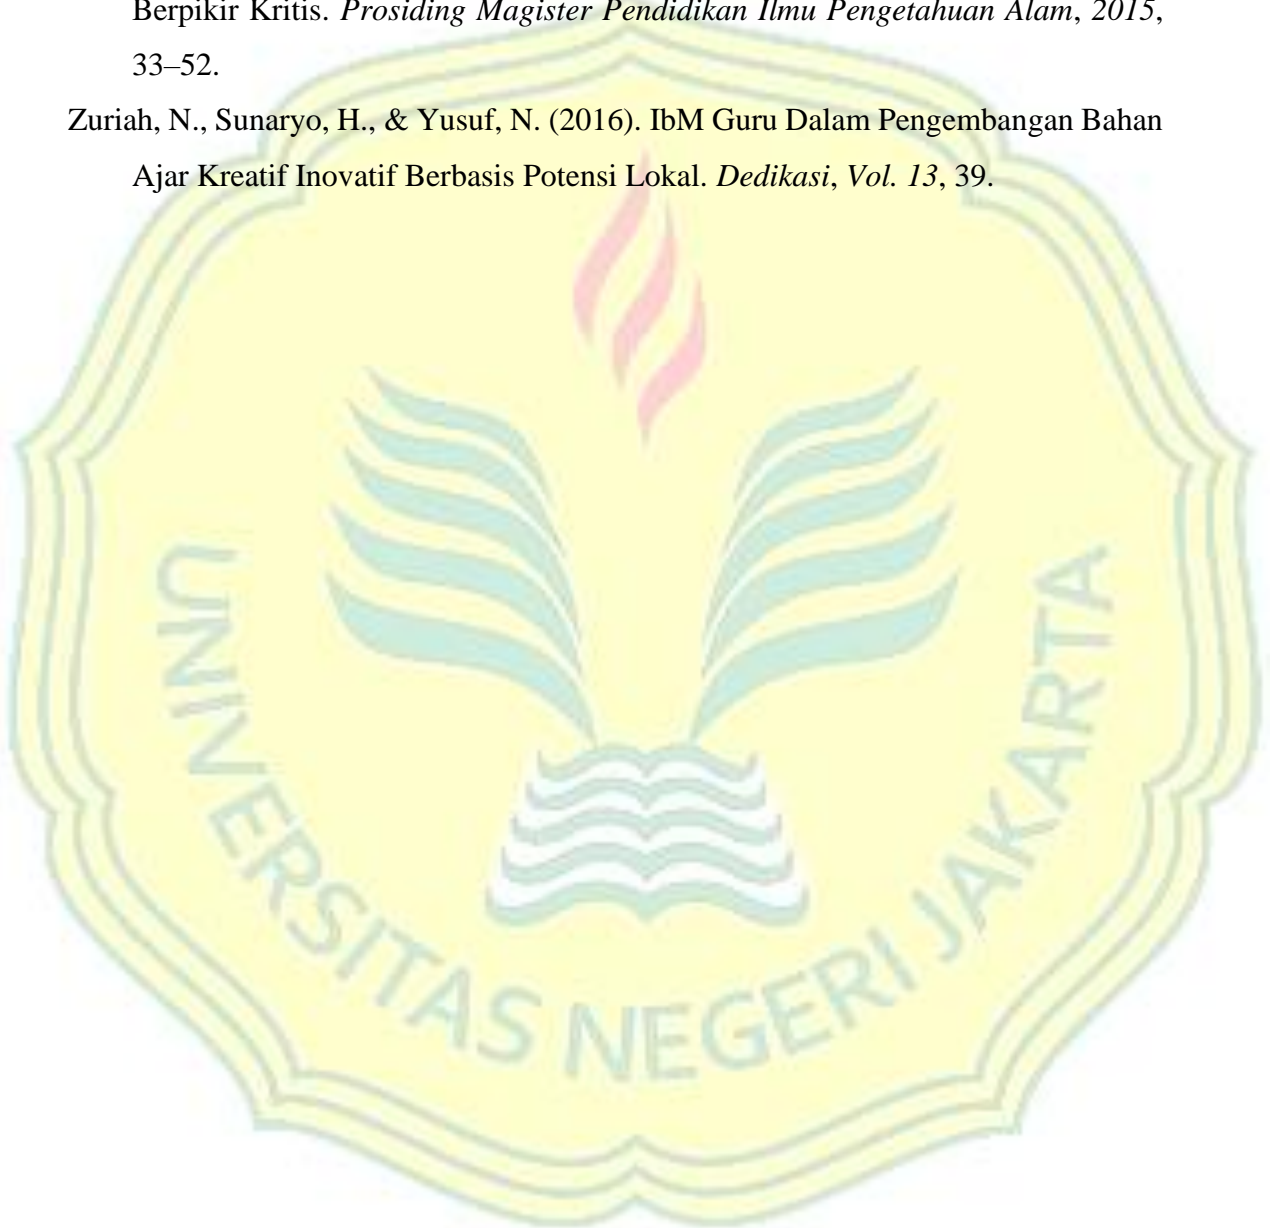 Berpikir Kritis. Prosiding Magister Pendidikan Ilmu Pengetahuan Alam, 2015,
33–52.
Zuriah, N., Sunaryo, H., & Yusuf, N. (2016). IbM Guru Dalam Pengembangan Bahan
Ajar Kreatif Inovatif Berbasis Potensi Lokal. Dedikasi, Vol. 13, 39.
UNIVERSITAS NEGERI JAKARTA